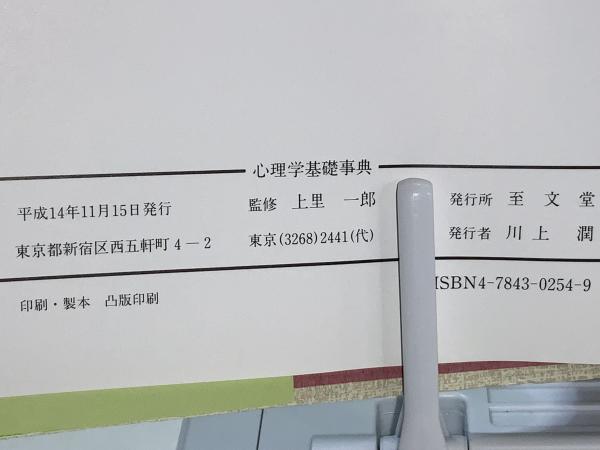 心理学基礎事典
平成14年11月15日発行 監修 上里 一郎 発行所 至文堂
東京都新宿区西五軒町4−2 東京(3268)2441(代) 発行者 川上 潤
印刷・製本 凸版印刷 ISBN4-7843-0254-9